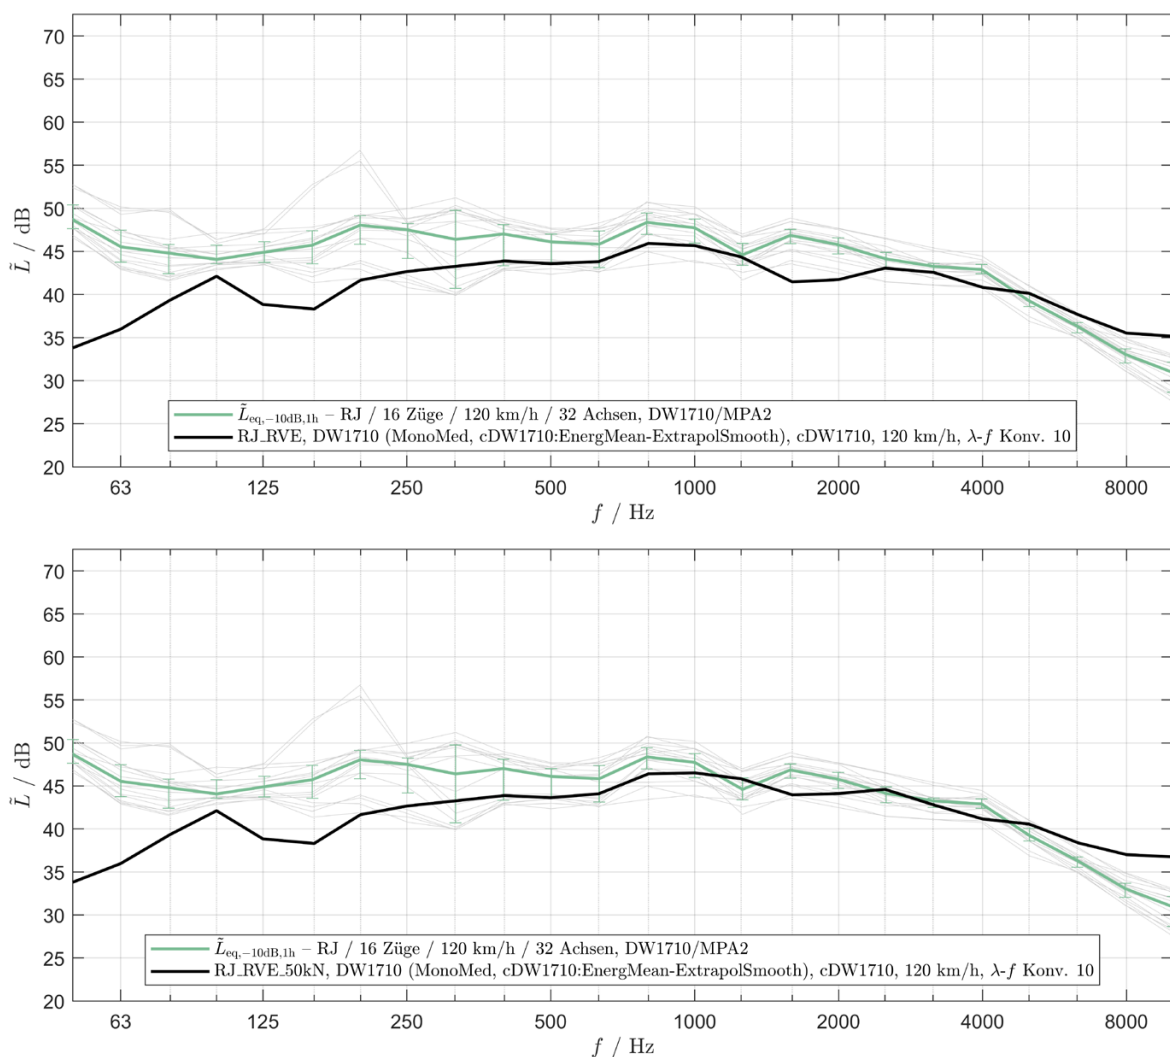 70
65
60
55
50
45
40
35
30
25
20
L̃ / dB
L̃eq,−10dB,1h – RJ / 16 Züge / 120 km/h / 32 Achsen, DW1710/MPA2
RJ_RVE, DW1710 (MonoMed, cDW1710:EnergMean-ExtrapolSmooth), cDW1710, 120 km/h, λ-f Konv. 10
63 125 250 500 1000 2000 4000 8000
f / Hz
70
65
60
55
50
45
40
35
30
25
20
L̃ / dB
L̃eq,−10dB,1h – RJ / 16 Züge / 120 km/h / 32 Achsen, DW1710/MPA2
RJ_RVE_50kN, DW1710 (MonoMed, cDW1710:EnergMean-ExtrapolSmooth), cDW1710, 120 km/h, λ-f Konv. 10
63 125 250 500 1000 2000 4000 8000
f / Hz